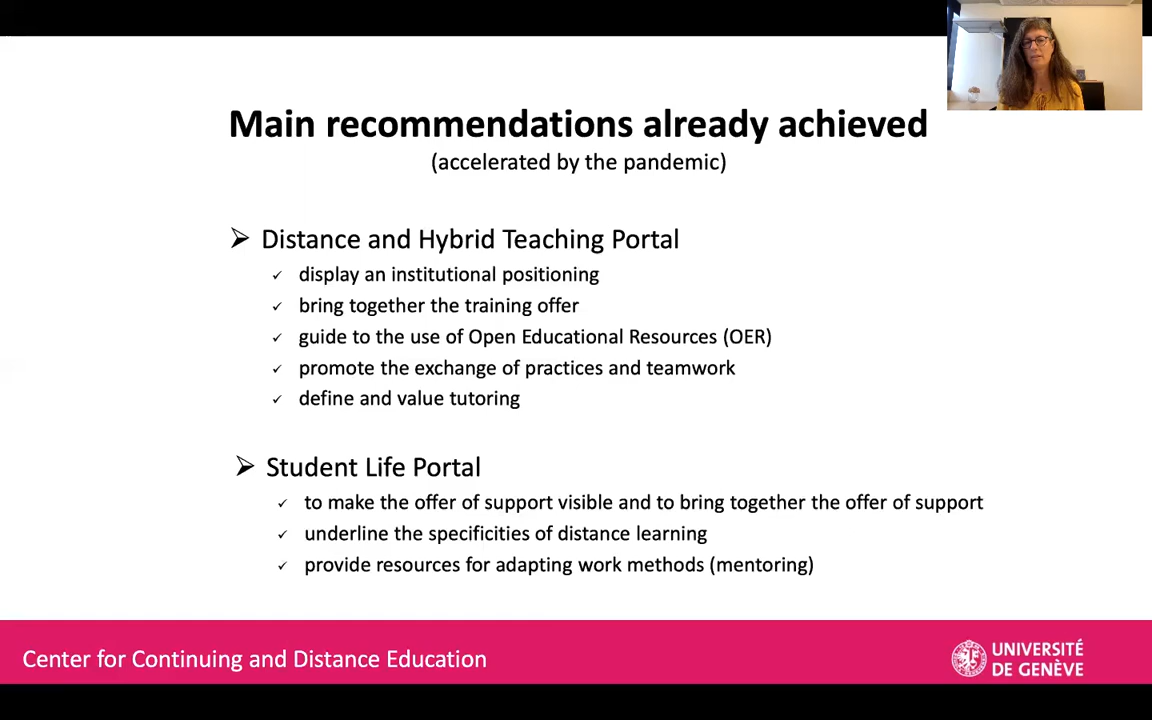 Main recommendations already achieved
(accelerated by the pandemic)
Distance and Hybrid Teaching Portal
display an institutional positioning
bring together the training offer
guide to the use of Open Educational Resources (OER)
promote the exchange of practices and teamwork
define and value tutoring
Student Life Portal
to make the offer of support visible and to bring together the offer of support
underline the specificities of distance learning
provide resources for adapting work methods (mentoring)
Center for Continuing and Distance Education
UNIVERSITÉ
DE GENÈVE